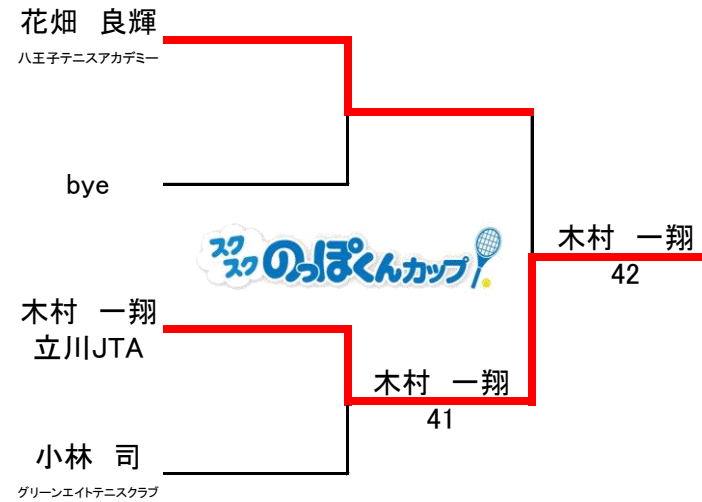 花畑　良輝
八王子テニスアカデミー
bye
スク
スク のっぽくんカップ
木村　一翔
42
木村　一翔
立川JTA
木村　一翔
41
小林　司
グリーンエイトテニスクラブ